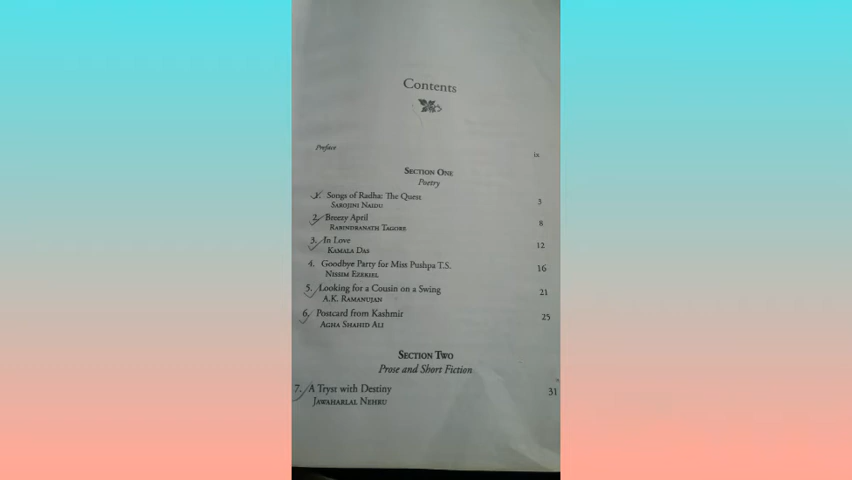 Contents
Preface ix
SECTION ONE
Poetry
1. Songs of Radha: The Quest 3
SAROJINI NAIDU
2. Breezy April 8
RABINDRANATH TAGORE
3. In Love 12
KAMALA DAS
4. Goodbye Party for Miss Pushpa T.S. 16
NISSIM EZEKIEL
5. Looking for a Cousin on a Swing 21
A.K. RAMANUJAN
6. Postcard from Kashmir 25
AGHA SHAHID ALI
SECTION TWO
Prose and Short Fiction
7. A Tryst with Destiny 31
JAWAHARLAL NEHRU